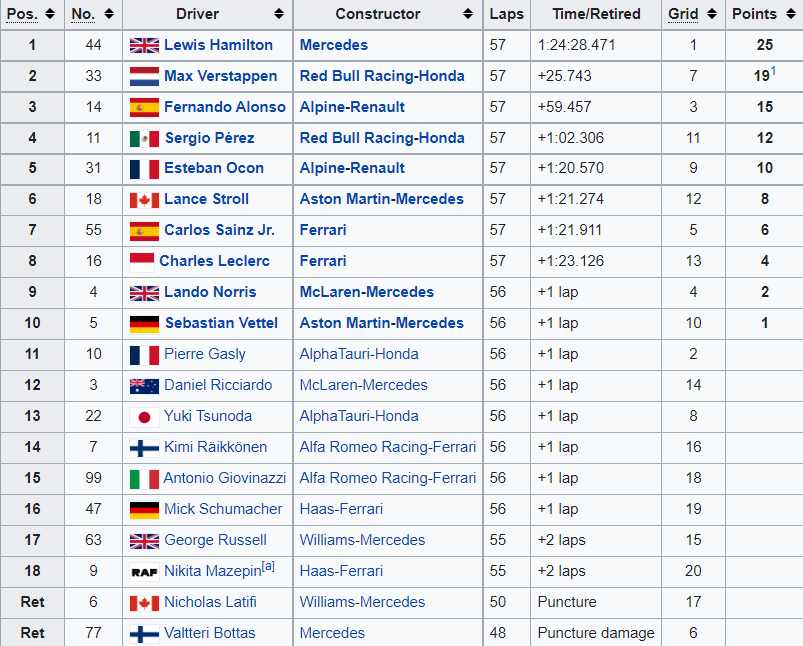 Pos. No. Driver Constructor Laps Time/Retired Grid Points
1 44 Lewis Hamilton Mercedes 57 1:24:28.471 1 25
2 33 Max Verstappen Red Bull Racing-Honda 57 +25.743 7 19¹
3 14 Fernando Alonso Alpine-Renault 57 +59.457 3 15
4 11 Sergio Pérez Red Bull Racing-Honda 57 +1:02.306 11 12
5 31 Esteban Ocon Alpine-Renault 57 +1:20.570 9 10
6 18 Lance Stroll Aston Martin-Mercedes 57 +1:21.274 12 8
7 55 Carlos Sainz Jr. Ferrari 57 +1:21.911 5 6
8 16 Charles Leclerc Ferrari 57 +1:23.126 13 4
9 4 Lando Norris McLaren-Mercedes 56 +1 lap 4 2
10 5 Sebastian Vettel Aston Martin-Mercedes 56 +1 lap 10 1
11 10 Pierre Gasly AlphaTauri-Honda 56 +1 lap 2
12 3 Daniel Ricciardo McLaren-Mercedes 56 +1 lap 14
13 22 Yuki Tsunoda AlphaTauri-Honda 56 +1 lap 8
14 7 Kimi Räikkönen Alfa Romeo Racing-Ferrari 56 +1 lap 16
15 99 Antonio Giovinazzi Alfa Romeo Racing-Ferrari 56 +1 lap 18
16 47 Mick Schumacher Haas-Ferrari 56 +1 lap 19
17 63 George Russell Williams-Mercedes 55 +2 laps 15
18 9 RAF Nikita Mazepin[a] Haas-Ferrari 55 +2 laps 20
Ret 6 Nicholas Latifi Williams-Mercedes 50 Puncture 17
Ret 77 Valtteri Bottas Mercedes 48 Puncture damage 6